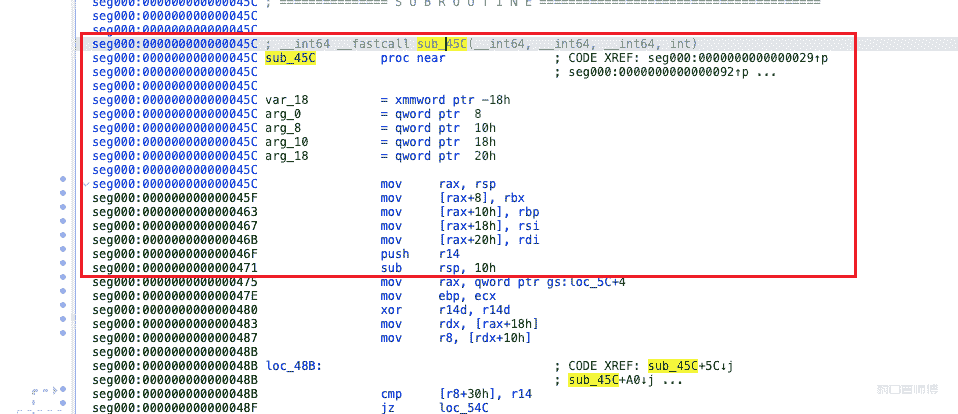 seg000:000000000000045C ; =============== S U B R O U T I N E =======================================
seg000:000000000000045C
seg000:000000000000045C
seg000:000000000000045C ; __int64 __fastcall sub_45C(__int64, __int64, __int64, int)
seg000:000000000000045C sub_45C proc near ; CODE XREF: seg000:0000000000000029↑p
seg000:000000000000045C ; seg000:0000000000000092↑p ...
seg000:000000000000045C
seg000:000000000000045C var_18 = xmmword ptr -18h
seg000:000000000000045C arg_0 = qword ptr 8
seg000:000000000000045C arg_8 = qword ptr 10h
seg000:000000000000045C arg_10 = qword ptr 18h
seg000:000000000000045C arg_18 = qword ptr 20h
seg000:000000000000045C
seg000:000000000000045C mov rax, rsp
seg000:000000000000045F mov [rax+8], rbx
seg000:0000000000000463 mov [rax+10h], rbp
seg000:0000000000000467 mov [rax+18h], rsi
seg000:000000000000046B mov [rax+20h], rdi
seg000:000000000000046F push r14
seg000:0000000000000471 sub rsp, 10h
seg000:0000000000000475 mov rax, qword ptr gs:loc_5C+4
seg000:000000000000047E mov ebp, ecx
seg000:0000000000000480 xor r14d, r14d
seg000:0000000000000483 mov rdx, [rax+18h]
seg000:0000000000000487 mov r8, [rdx+10h]
seg000:000000000000048B
seg000:000000000000048B loc_48B: ; CODE XREF: sub_45C+5C↓j
seg000:000000000000048B ; sub_45C+A0↓j ...
seg000:000000000000048B cmp [r8+30h], r14
seg000:000000000000048F jz loc_54C